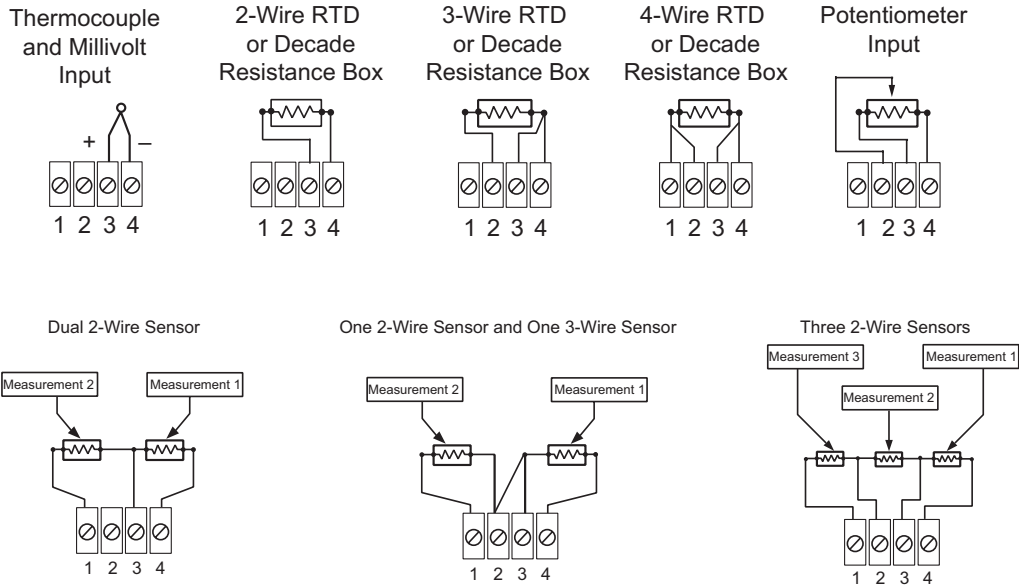 Thermocouple
and Millivolt
Input
2-Wire RTD
or Decade
Resistance Box
3-Wire RTD
or Decade
Resistance Box
4-Wire RTD
or Decade
Resistance Box
Potentiometer
Input
+ –
1 2 3 4
1 2 3 4
1 2 3 4
1 2 3 4
1 2 3 4
Dual 2-Wire Sensor
Measurement 2
Measurement 1
1 2 3 4
One 2-Wire Sensor and One 3-Wire Sensor
Measurement 2
Measurement 1
1 2 3 4
Three 2-Wire Sensors
Measurement 3
Measurement 1
Measurement 2
1 2 3 4